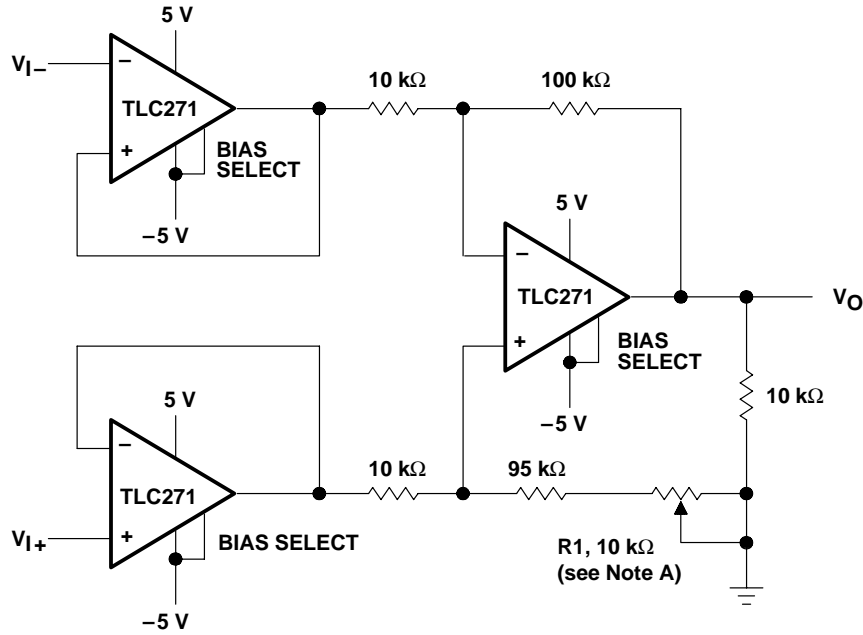 5 V
VI−
−
TLC271
+
BIAS
SELECT
−5 V
10 kΩ
100 kΩ
5 V
−
TLC271
+
BIAS
SELECT
−5 V
VO
10 kΩ
5 V
−
TLC271
+
VI+
BIAS SELECT
−5 V
10 kΩ
95 kΩ
R1, 10 kΩ
(see Note A)